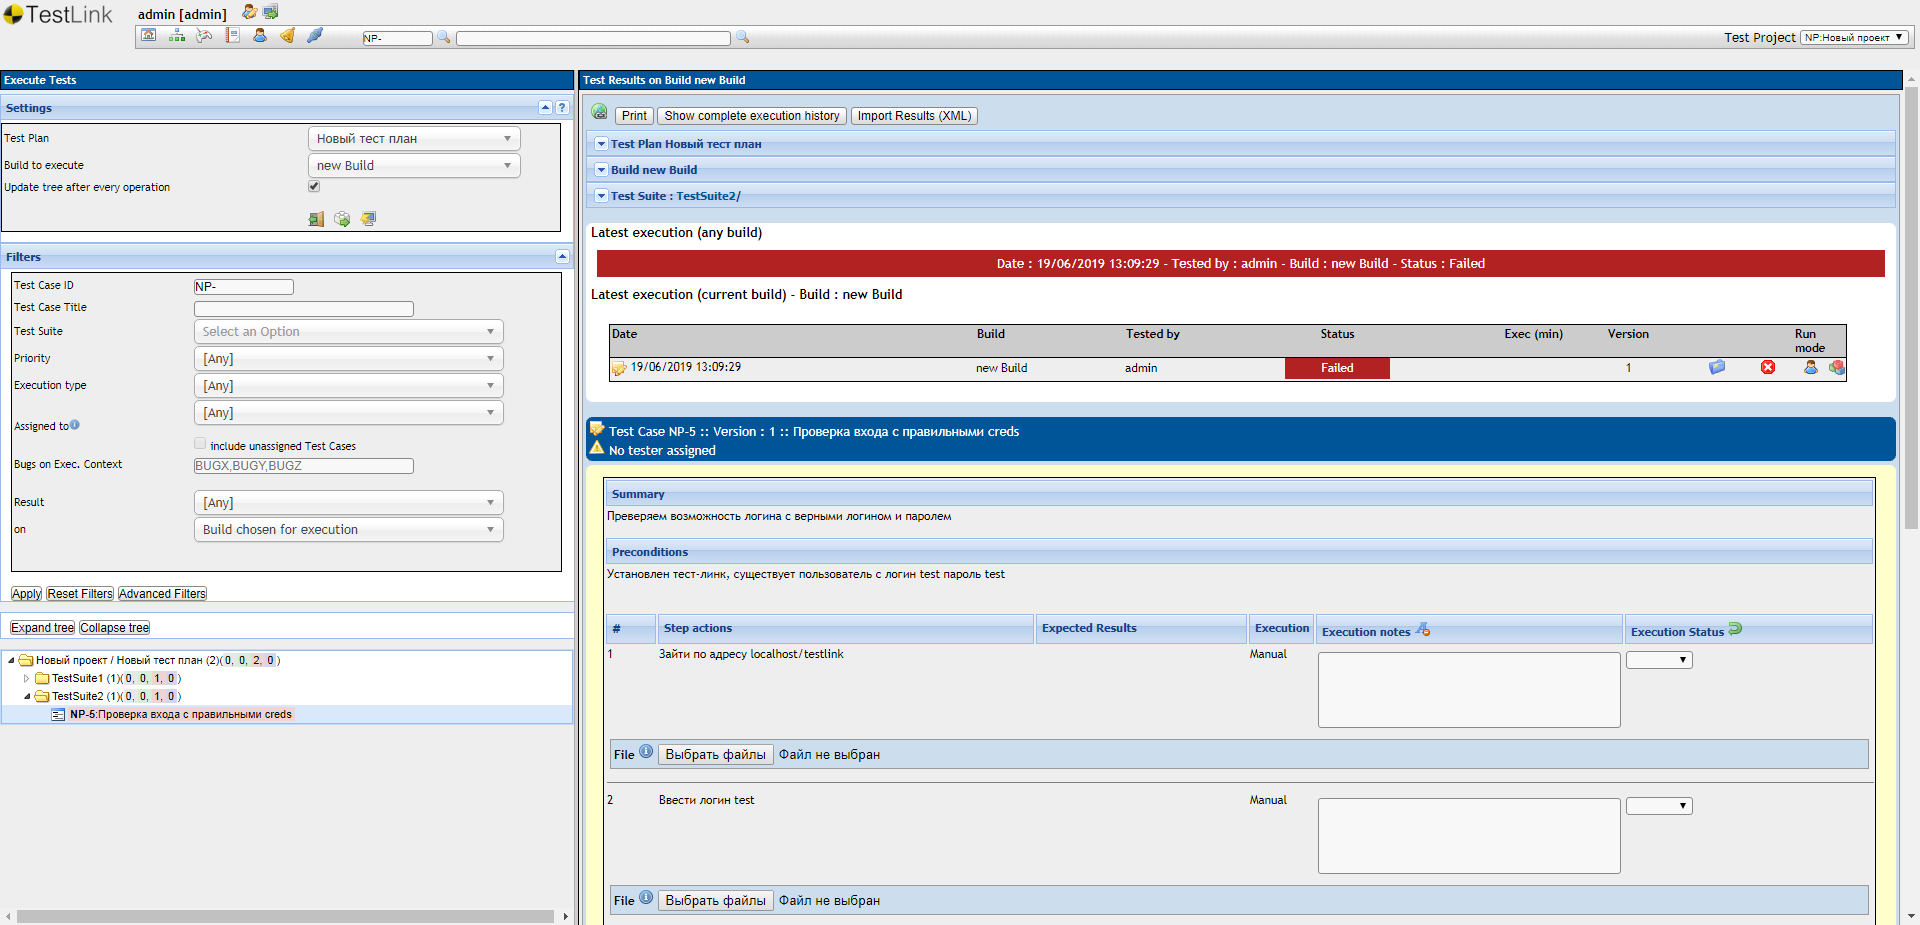 TestLink
admin [admin]
NP-
Test Project NP:Новый проект
Execute Tests
Settings
?
Test Plan Новый тест план
Build to execute new Build
Update tree after every operation
Filters
Test Case ID NP-
Test Case Title
Test Suite Select an Option
Priority [Any]
Execution type [Any]
[Any]
Assigned to
include unassigned Test Cases
Bugs on Exec. Context BUGX,BUGY,BUGZ
Result [Any]
on Build chosen for execution
Apply Reset Filters Advanced Filters
Expand tree Collapse tree
Новый проект / Новый тест план (2)(0, 0, 2, 0)
TestSuite1 (1)(0, 0, 1, 0)
TestSuite2 (1)(0, 0, 1, 0)
NP-5:Проверка входа с правильными creds
Test Results on Build new Build
Print Show complete execution history Import Results (XML)
Test Plan Новый тест план
Build new Build
Test Suite : TestSuite2/
Latest execution (any build)
Date : 19/06/2019 13:09:29 - Tested by : admin - Build : new Build - Status : Failed
Latest execution (current build) - Build : new Build
Date Build Tested by Status Exec (min) Version Run mode
19/06/2019 13:09:29 new Build admin Failed 1
Test Case NP-5 :: Version : 1 :: Проверка входа с правильными creds
No tester assigned
Summary
Преверяем возможность логина с верными логином и паролем
Preconditions
Установлен тест-линк, существует пользователь с логин test пароль test
# Step actions Expected Results Execution Execution notes Execution Status
1 Зайти по адресу localhost/testlink Manual
File Выбрать файлы Файл не выбран
2 Ввести логин test Manual
File Выбрать файлы Файл не выбран